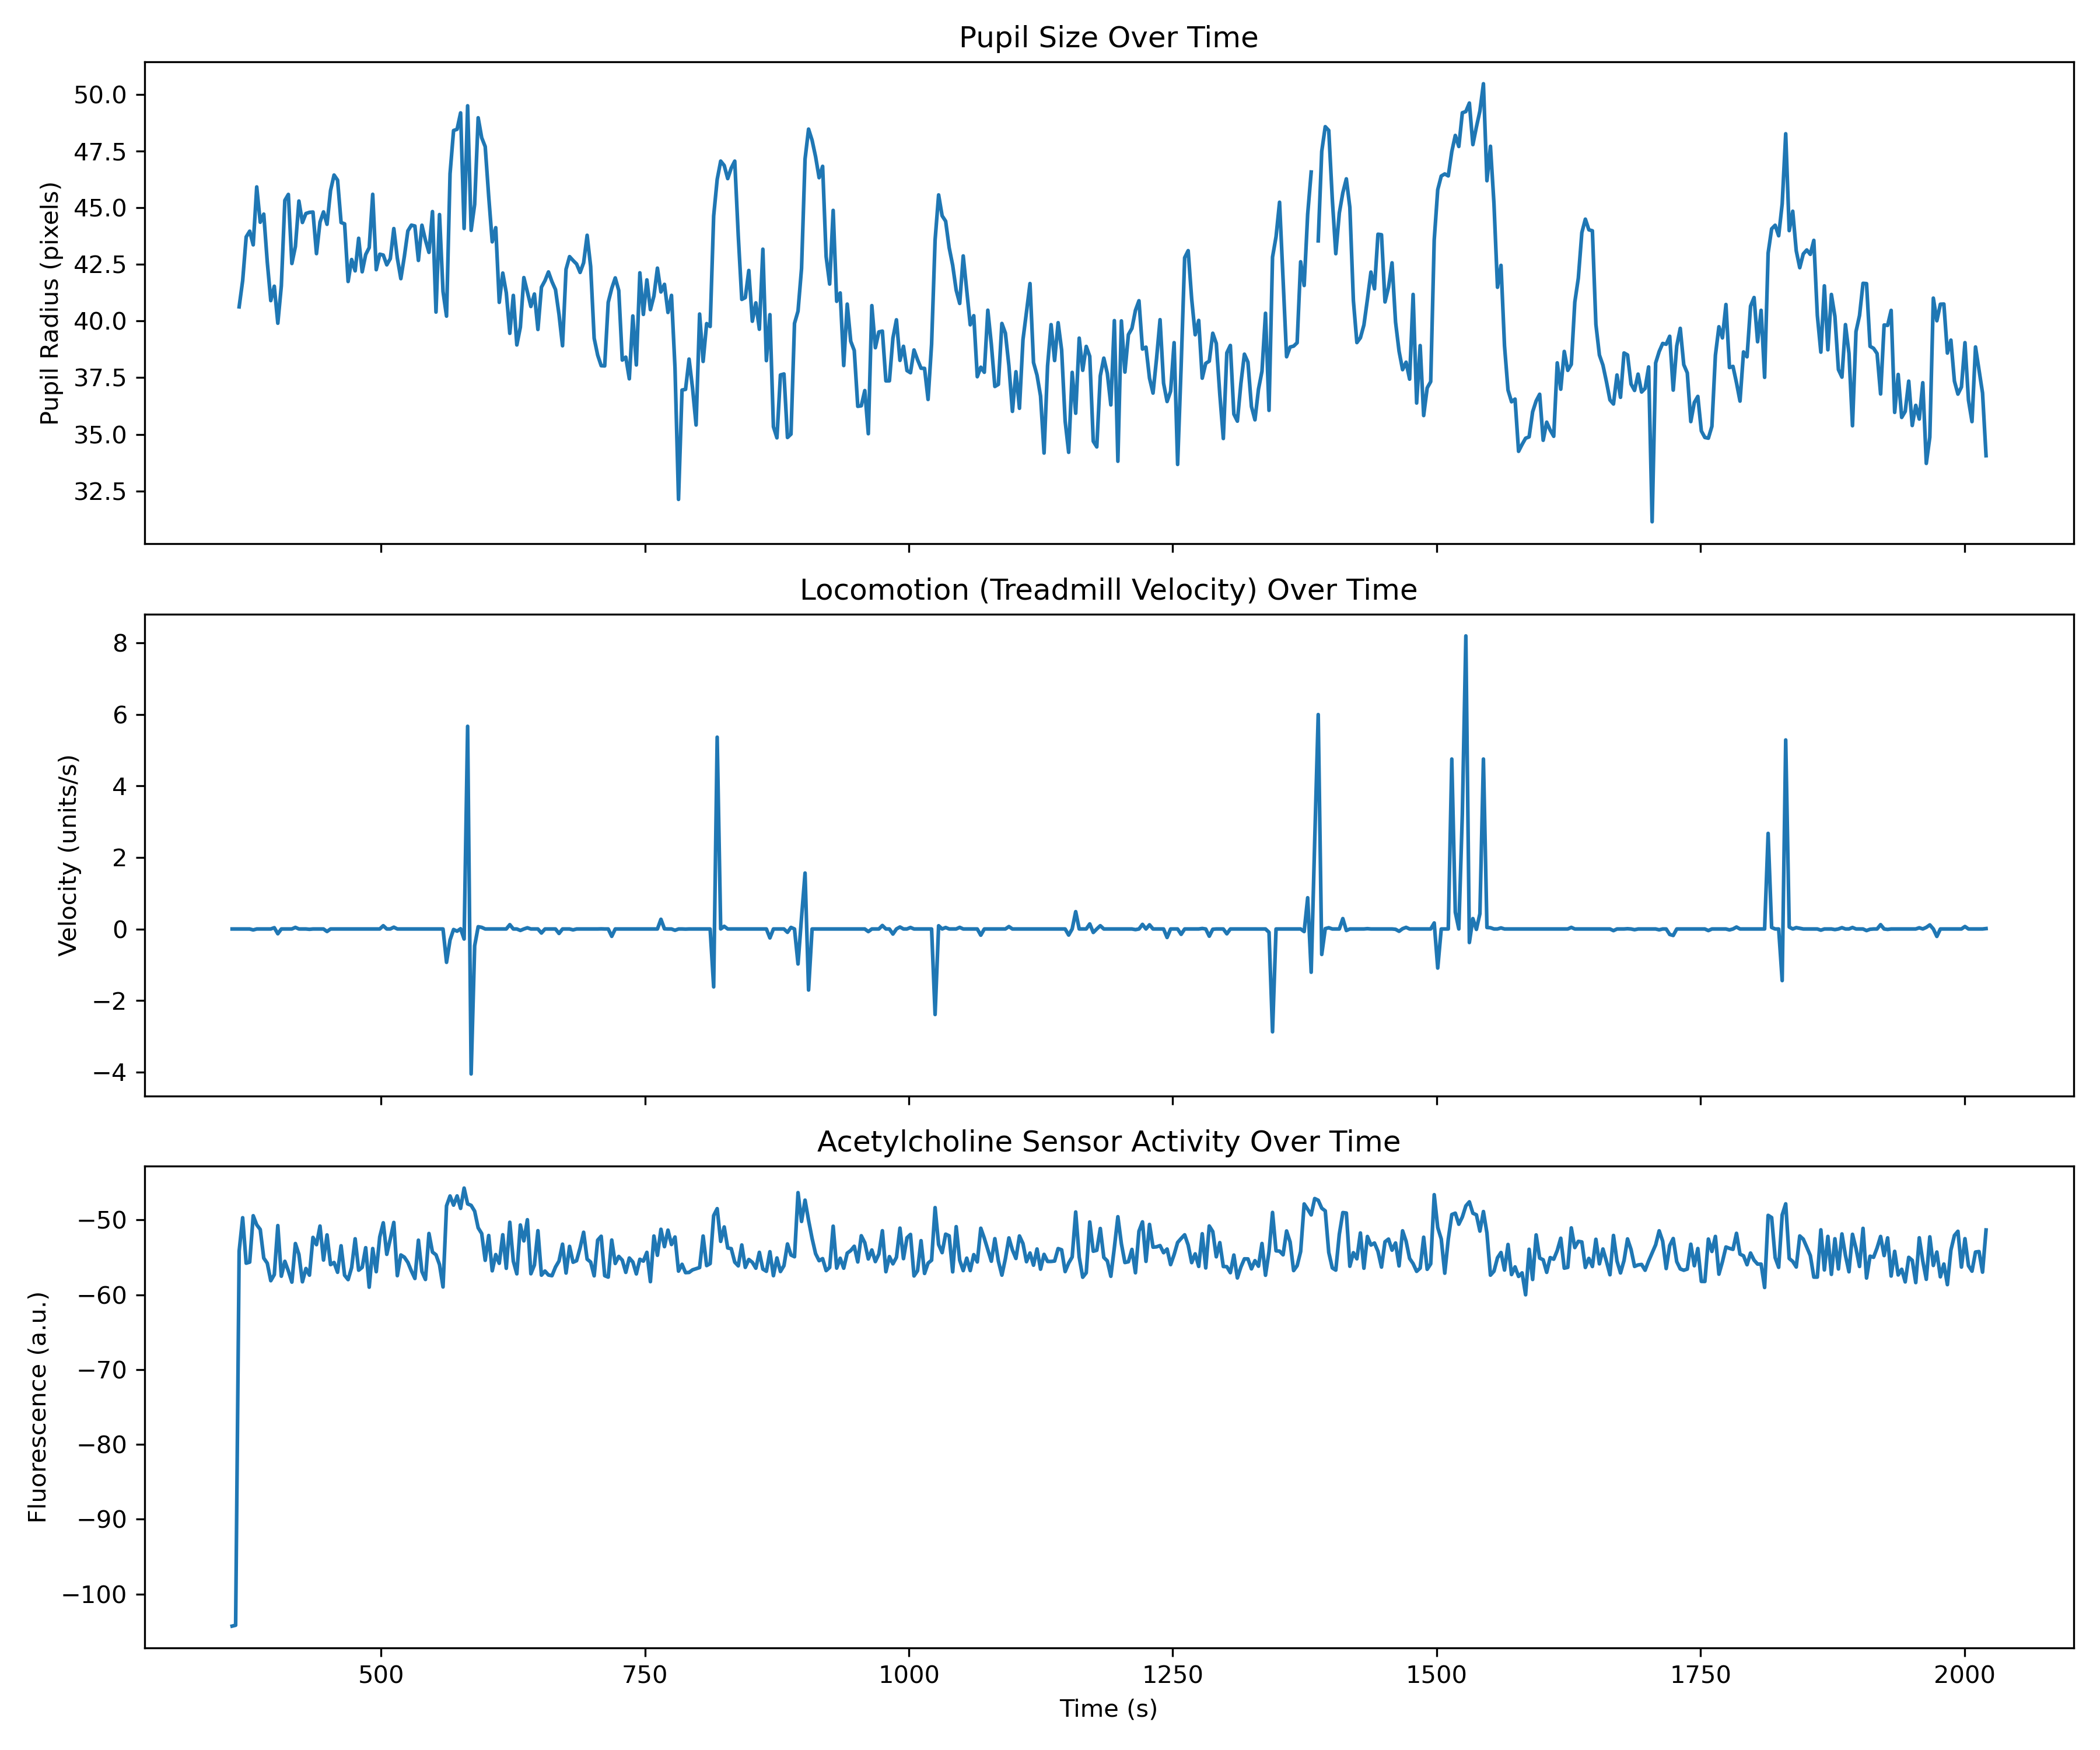 Pupil Size Over Time
Pupil Radius (pixels)
50.0
47.5
45.0
42.5
40.0
37.5
35.0
32.5
Locomotion (Treadmill Velocity) Over Time
Velocity (units/s)
8
6
4
2
0
−2
−4
Acetylcholine Sensor Activity Over Time
Fluorescence (a.u.)
−50
−60
−70
−80
−90
−100
500 750 1000 1250 1500 1750 2000
Time (s)